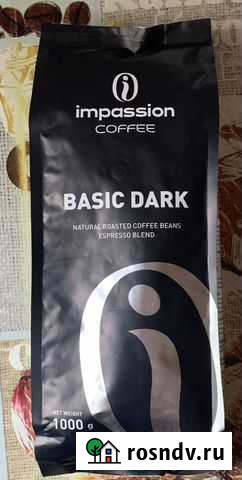 impassion
COFFEE
BASIC DARK
NATURAL ROASTED COFFEE BEANS
ESPRESSO BLEND
NET WEIGHT
1000 g
rosndv.ru